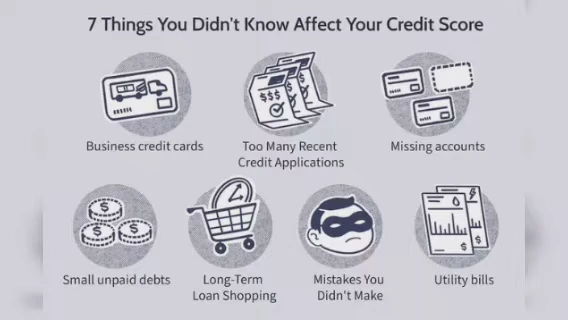 7 Things You Didn't Know Affect Your Credit Score
$$$
Business credit cards
Too Many Recent
Credit Applications
Missing accounts
$
$
$
$
$
Small unpaid debts
Long-Term
Loan Shopping
Mistakes You
Didn't Make
Utility bills